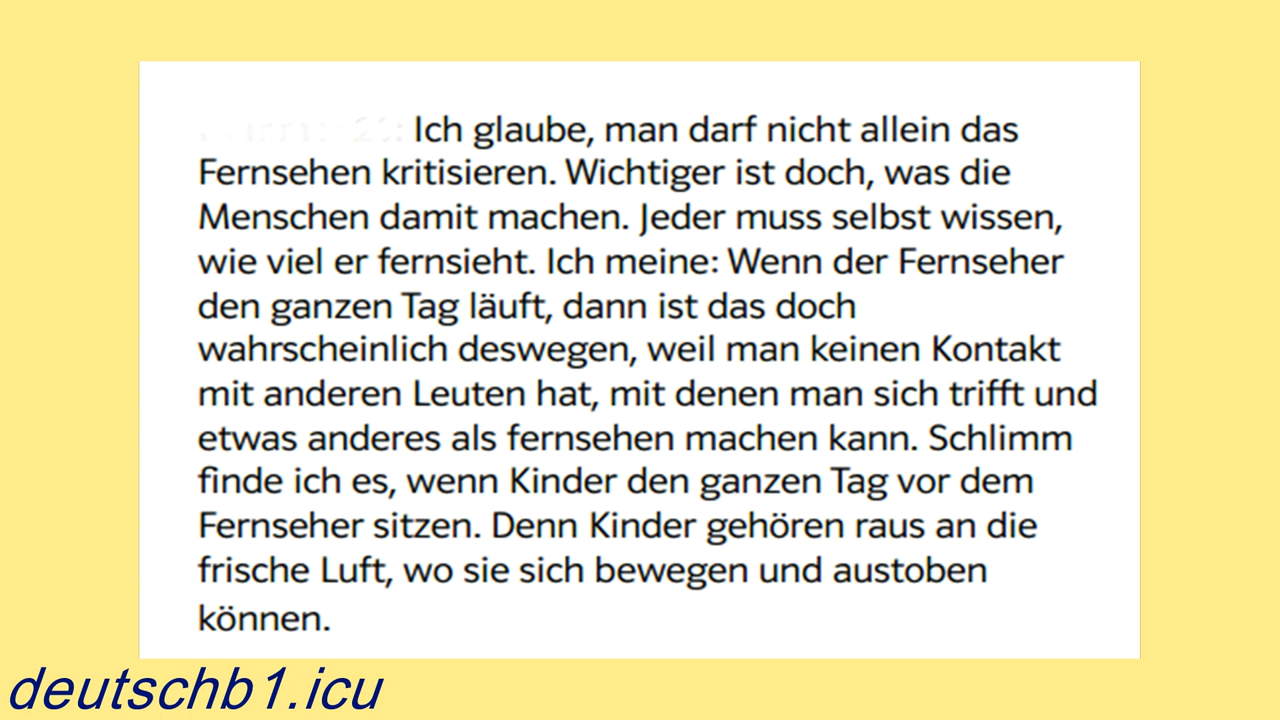 Ich glaube, man darf nicht allein das
Fernsehen kritisieren. Wichtiger ist doch, was die
Menschen damit machen. Jeder muss selbst wissen,
wie viel er fernsieht. Ich meine: Wenn der Fernseher
den ganzen Tag läuft, dann ist das doch
wahrscheinlich deswegen, weil man keinen Kontakt
mit anderen Leuten hat, mit denen man sich trifft und
etwas anderes als fernsehen machen kann. Schlimm
finde ich es, wenn Kinder den ganzen Tag vor dem
Fernseher sitzen. Denn Kinder gehören raus an die
frische Luft, wo sie sich bewegen und austoben
können.
deutschb1.icu